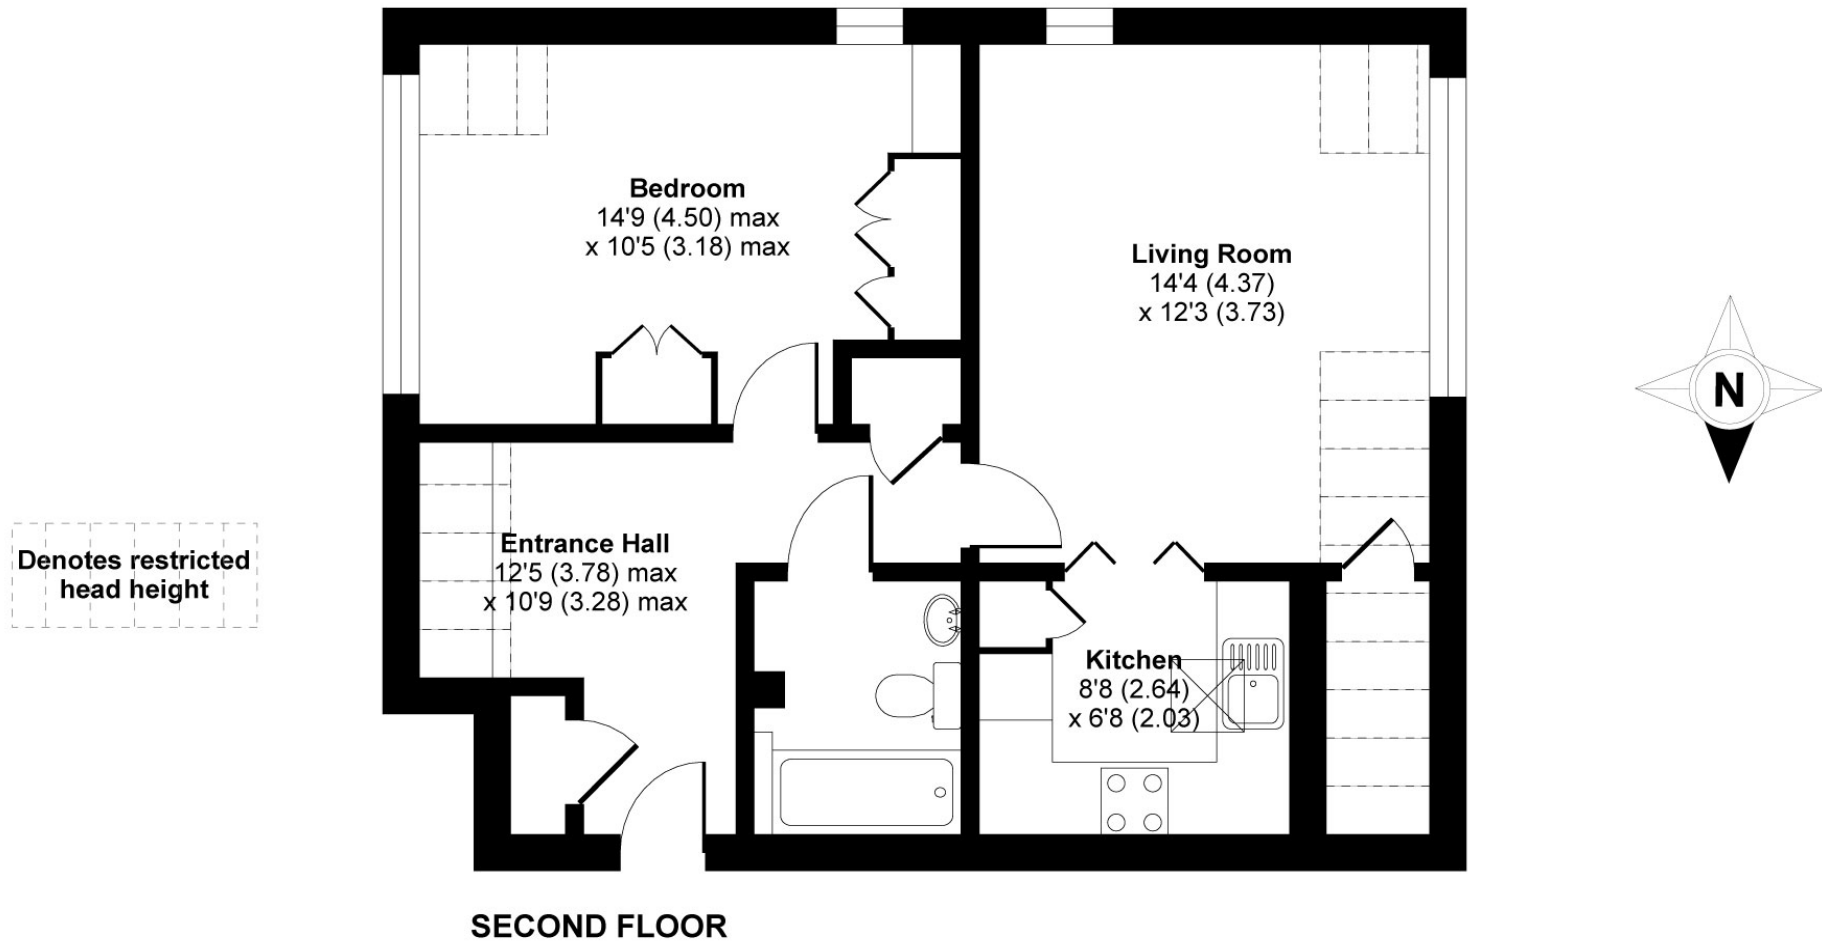 Bedroom
14'9 (4.50) max
x 10'5 (3.18) max
Living Room
14'4 (4.37)
x 12'3 (3.73)
N
Denotes restricted
head height
Entrance Hall
12'5 (3.78) max
x 10'9 (3.28) max
Kitchen
8'8 (2.64)
x 6'8 (2.03)
SECOND FLOOR